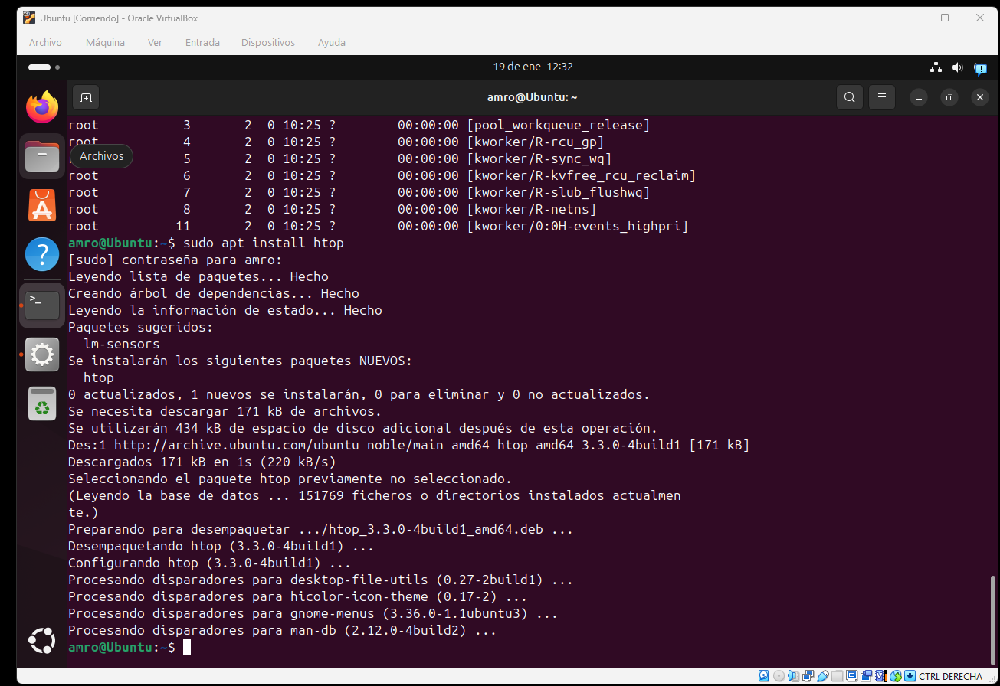 Ubuntu [Corriendo] - Oracle VirtualBox
Archivo Máquina Ver Entrada Dispositivos Ayuda
19 de ene 12:32
amro@Ubuntu: ~
root 3 2 0 10:25 ? 00:00:00 [pool_workqueue_release]
root 4 2 0 10:25 ? 00:00:00 [kworker/R-rcu_gp]
Archivos
5 2 0 10:25 ? 00:00:00 [kworker/R-sync_wq]
root 6 2 0 10:25 ? 00:00:00 [kworker/R-kvfree_rcu_reclaim]
root 7 2 0 10:25 ? 00:00:00 [kworker/R-slub_flushwq]
root 8 2 0 10:25 ? 00:00:00 [kworker/R-netns]
root 11 2 0 10:25 ? 00:00:00 [kworker/0:0H-events_highpri]
amro@Ubuntu:~$ sudo apt install htop
[sudo] contraseña para amro:
Leyendo lista de paquetes... Hecho
Creando árbol de dependencias... Hecho
Leyendo la información de estado... Hecho
Paquetes sugeridos:
lm-sensors
Se instalarán los siguientes paquetes NUEVOS:
htop
0 actualizados, 1 nuevos se instalarán, 0 para eliminar y 0 no actualizados.
Se necesita descargar 171 kB de archivos.
Se utilizarán 434 kB de espacio de disco adicional después de esta operación.
Des:1 http://archive.ubuntu.com/ubuntu noble/main amd64 htop amd64 3.3.0-4build1 [171 kB]
Descargados 171 kB en 1s (220 kB/s)
Seleccionando el paquete htop previamente no seleccionado.
(Leyendo la base de datos ... 151769 ficheros o directorios instalados actualmen
te.)
Preparando para desempaquetar .../htop_3.3.0-4build1_amd64.deb ...
Desempaquetando htop (3.3.0-4build1) ...
Configurando htop (3.3.0-4build1) ...
Procesando disparadores para desktop-file-utils (0.27-2build1) ...
Procesando disparadores para hicolor-icon-theme (0.17-2) ...
Procesando disparadores para gnome-menus (3.36.0-1.1ubuntu3) ...
Procesando disparadores para man-db (2.12.0-4build2) ...
amro@Ubuntu:~$
CTRL DERECHA